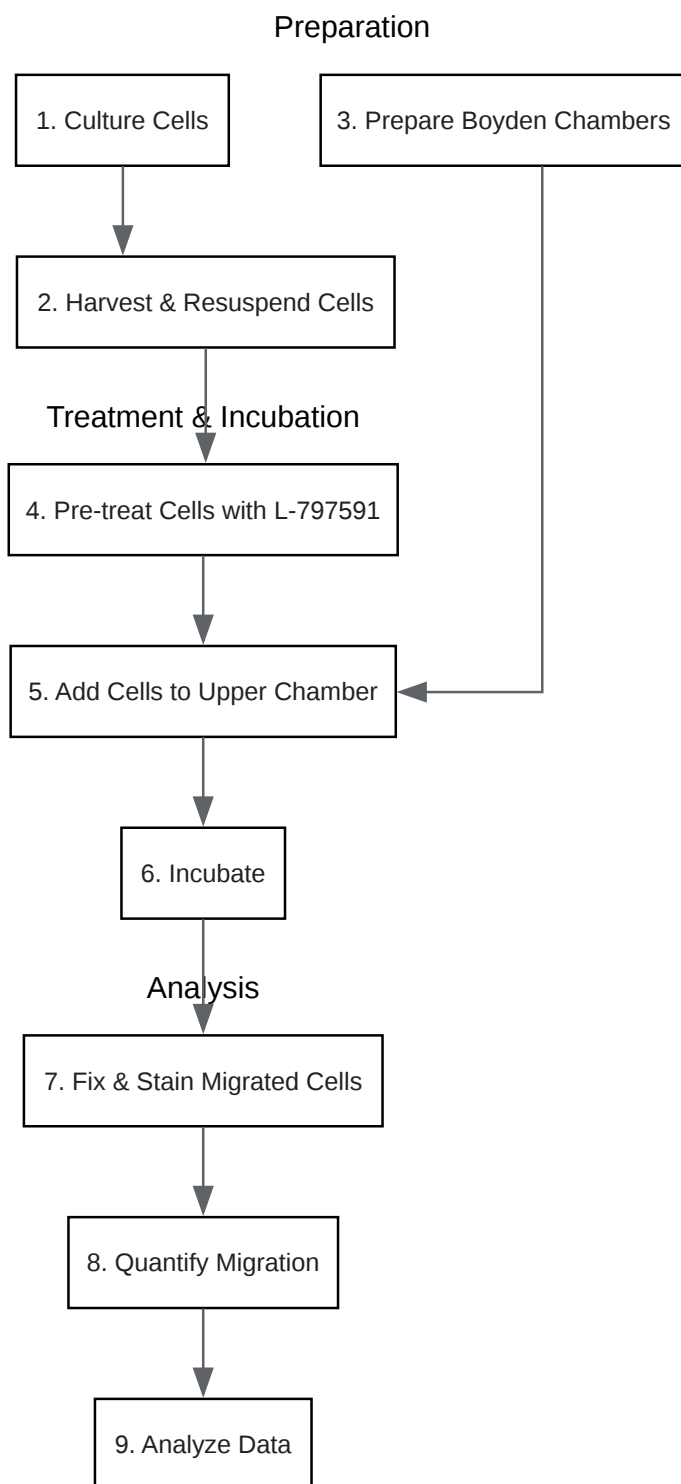 Preparation
1. Culture Cells
3. Prepare Boyden Chambers
2. Harvest & Resuspend Cells
Treatment & Incubation
4. Pre-treat Cells with L-797591
5. Add Cells to Upper Chamber
6. Incubate
Analysis
7. Fix & Stain Migrated Cells
8. Quantify Migration
9. Analyze Data